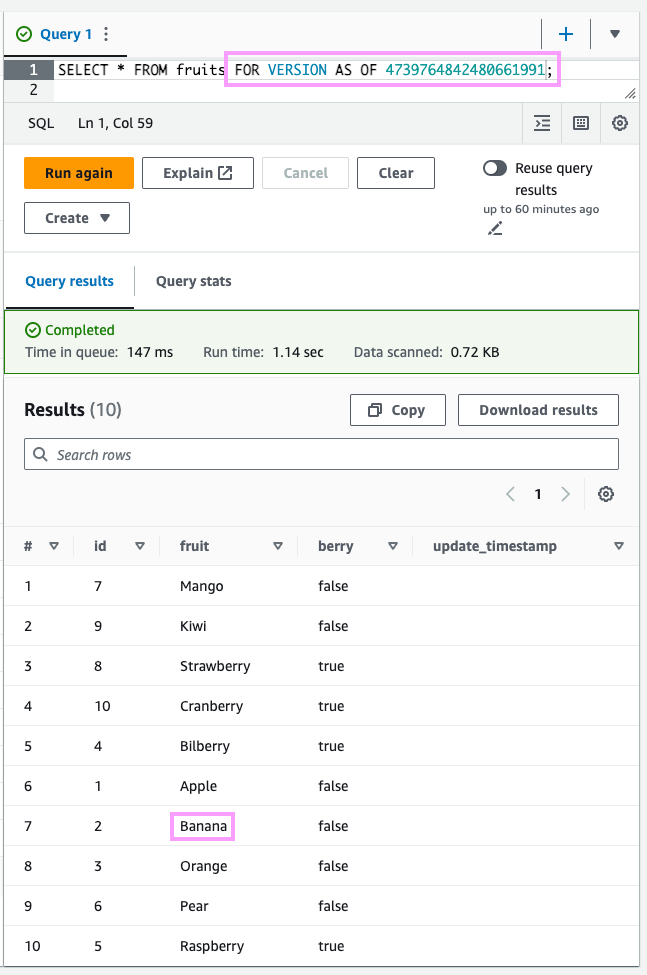 Query 1
1 SELECT * FROM fruits FOR VERSION AS OF 4739764842480661991;
2
SQL Ln 1, Col 59
Run again Explain Cancel Clear
Create
Reuse query
results
up to 60 minutes ago
Query results Query stats
Completed
Time in queue: 147 ms Run time: 1.14 sec Data scanned: 0.72 KB
Results (10) Copy Download results
Search rows
1
# id fruit berry update_timestamp
1 7 Mango false
2 9 Kiwi false
3 8 Strawberry true
4 10 Cranberry true
5 4 Bilberry true
6 1 Apple false
7 2 Banana false
8 3 Orange false
9 6 Pear false
10 5 Raspberry true